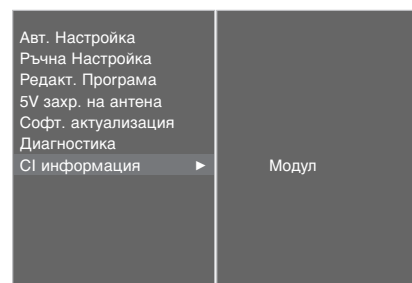 Авт. Настройка
Ръчна Настройка
Редакт. Програма
5V захр. на антена
Софт. актуализация
Диагностика
CI информация ► Модул